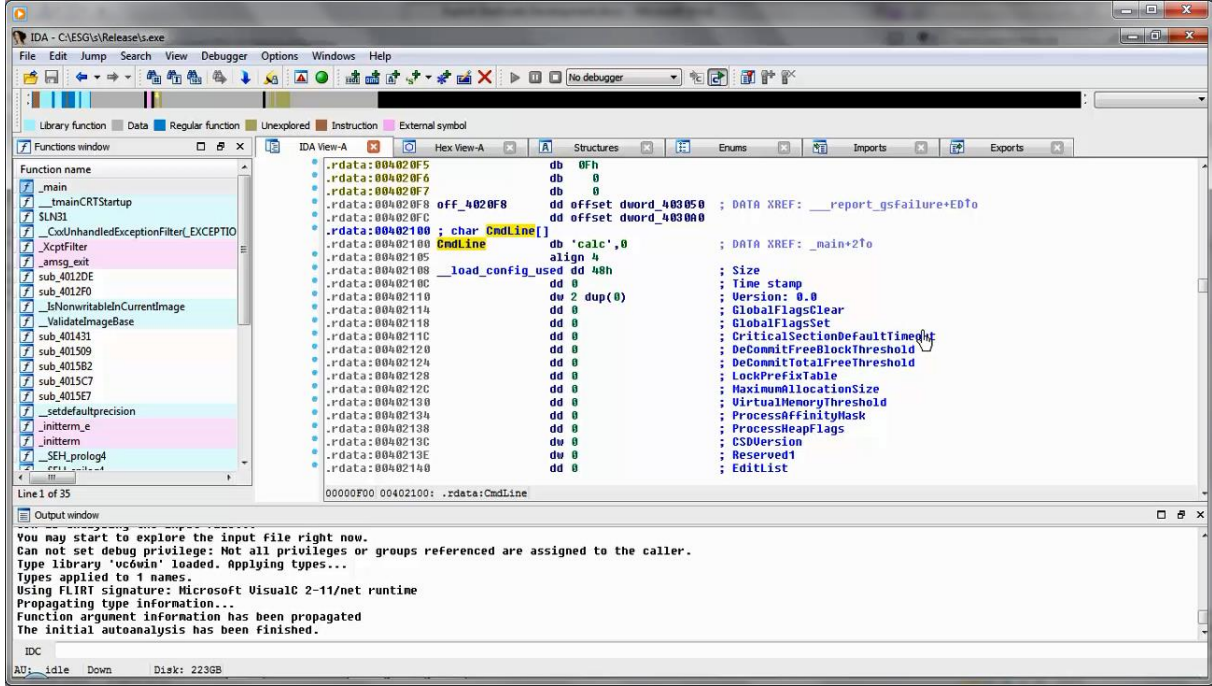 IDA - C:\ESG\s\Release\s.exe
File Edit Jump Search View Debugger Options Windows Help
No debugger
Library function Data Regular function Unexplored Instruction External symbol
Functions window
IDA View-A Hex View-A Structures Enums Imports Exports
Function name
_main
__tmainCRTStartup
$LN31
__CxxUnhandledExceptionFilter(_EXCEPTIO
_XcptFilter
_amsg_exit
sub_4012DE
sub_4012F0
__IsNonwritableInCurrentImage
__ValidateImageBase
sub_401431
sub_401509
sub_4015B2
sub_4015C7
sub_4015E7
__setdefaultprecision
_initterm_e
_initterm
__SEH_prolog4
Line 1 of 35
.rdata:004020F5 db 0Fh
.rdata:004020F6 db 0
.rdata:004020F7 db 0
.rdata:004020F8 off_4020F8 dd offset dword_403050 ; DATA XREF: ___report_gsfailure+ED↑o
.rdata:004020FC dd offset dword_4030A0
.rdata:00402100 ; char CmdLine[]
.rdata:00402100 CmdLine db 'calc',0 ; DATA XREF: _main+2↑o
.rdata:00402105 align 4
.rdata:00402108 __load_config_used dd 48h ; Size
.rdata:0040210C dd 0 ; Time stamp
.rdata:00402110 dw 2 dup(0) ; Version: 0.0
.rdata:00402114 dd 0 ; GlobalFlagsClear
.rdata:00402118 dd 0 ; GlobalFlagsSet
.rdata:0040211C dd 0 ; CriticalSectionDefaultTimeout
.rdata:00402120 dd 0 ; DeCommitFreeBlockThreshold
.rdata:00402124 dd 0 ; DeCommitTotalFreeThreshold
.rdata:00402128 dd 0 ; LockPrefixTable
.rdata:0040212C dd 0 ; MaximumAllocationSize
.rdata:00402130 dd 0 ; VirtualMemoryThreshold
.rdata:00402134 dd 0 ; ProcessAffinityMask
.rdata:00402138 dd 0 ; ProcessHeapFlags
.rdata:0040213C dw 0 ; CSDVersion
.rdata:0040213E dw 0 ; Reserved1
.rdata:00402140 dd 0 ; EditList
00000F00 00402100: .rdata:CmdLine
Output window
You may start to explore the input file right now.
Can not set debug privilege: Not all privileges or groups referenced are assigned to the caller.
Type library 'vc6win' loaded. Applying types...
Types applied to 1 names.
Using FLIRT signature: Microsoft VisualC 2-11/net runtime
Propagating type information...
Function argument information has been propagated
The initial autoanalysis has been finished.
IDC
AU: idle Down Disk: 223GB